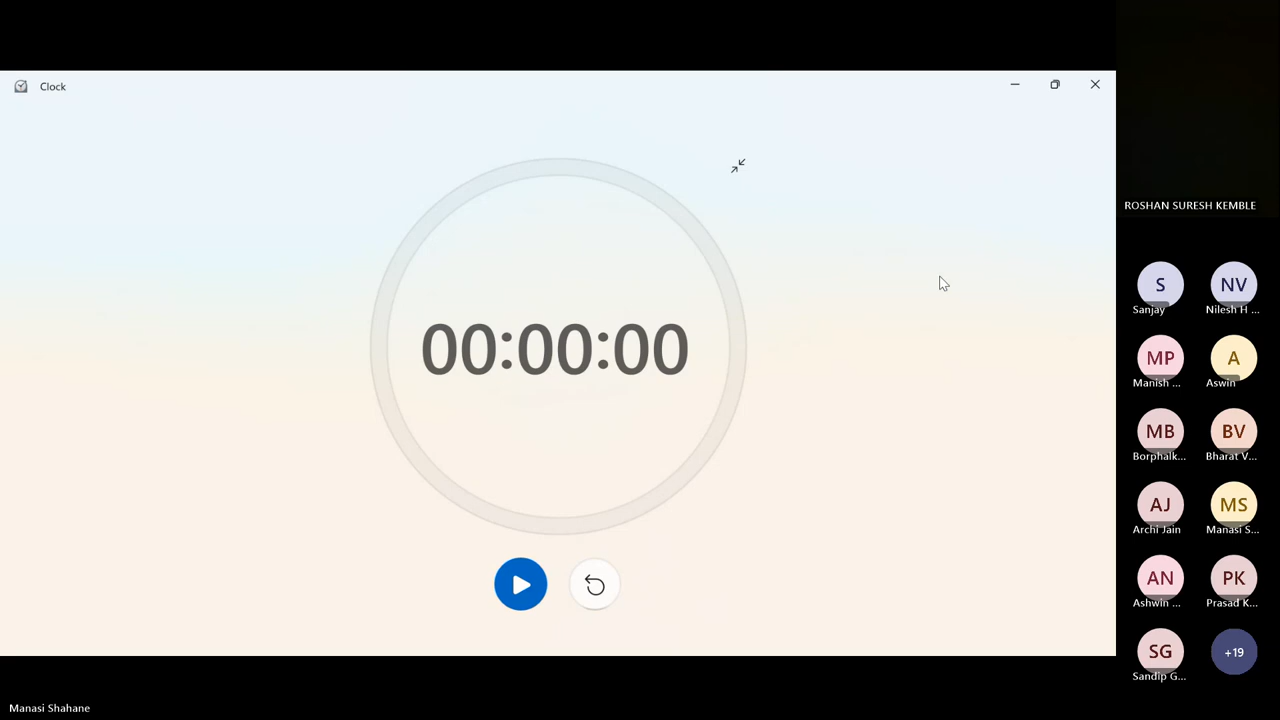 Clock
00:00:00
ROSHAN SURESH KEMBLE
S
NV
Sanjay
Nilesh H ...
MP
A
Manish ...
Aswin
MB
BV
Borphalk...
Bharat V...
AJ
MS
Archi Jain
Manasi S...
AN
PK
Ashwin ...
Prasad K...
SG
+19
Sandip G...
Manasi Shahane